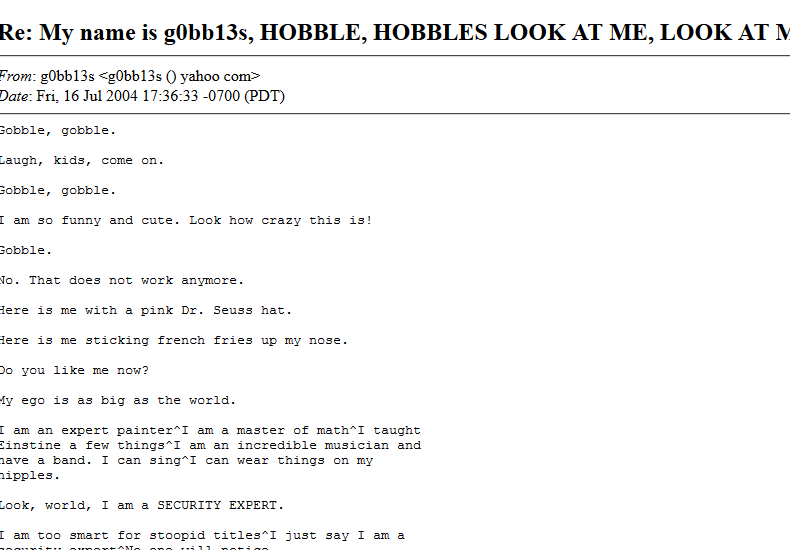 Re: My name is g0bb13s, HOBBLE, HOBBLES LOOK AT ME, LOOK AT M
From: g0bb13s <g0bb13s () yahoo com>
Date: Fri, 16 Jul 2004 17:36:33 -0700 (PDT)
Gobble, gobble.
Laugh, kids, come on.
Gobble, gobble.
I am so funny and cute. Look how crazy this is!
Gobble.
No. That does not work anymore.
Here is me with a pink Dr. Seuss hat.
Here is me sticking french fries up my nose.
Do you like me now?
My ego is as big as the world.
I am an expert painter^I am a master of math^I taught
Einstine a few things^I am an incredible musician and
have a band. I can sing^I can wear things on my
nipples.
Look, world, I am a SECURITY EXPERT.
I am too smart for stoopid titles^I just say I am a
security expert^No one will notice.